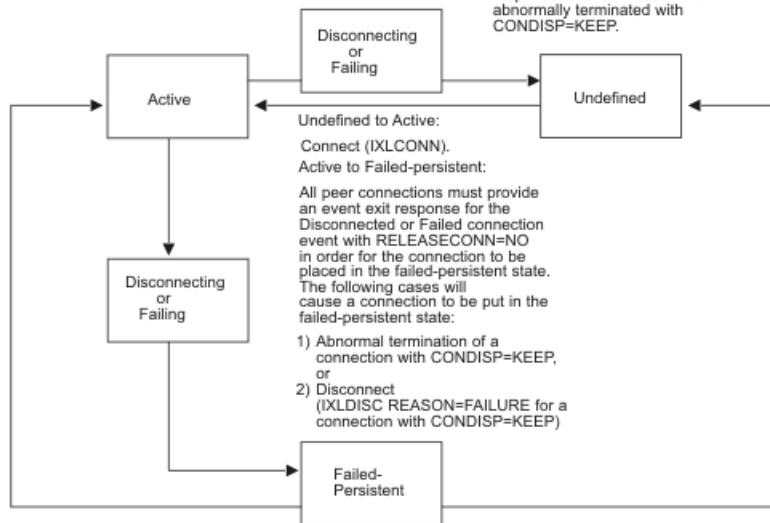 abnormally terminated with
CONDISP=KEEP.
Disconnecting
or
Failing
Active
Undefined
Undefined to Active:
Connect (IXLCONN).
Active to Failed-persistent:
All peer connections must provide
an event exit response for the
Disconnected or Failed connection
event with RELEASECONN=NO
in order for the connection to be
placed in the failed-persistent state.
The following cases will
cause a connection to be put in the
failed-persistent state:
Disconnecting
or
Failing
1) Abnormal termination of a
connection with CONDISP=KEEP,
or
2) Disconnect
(IXLDISC REASON=FAILURE for a
connection with CONDISP=KEEP)
Failed-
Persistent